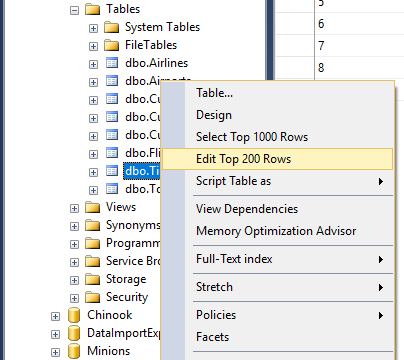 Tables
System Tables
FileTables
dbo.Airlines
dbo.Airports
dbo.Cu
dbo.Cu
dbo.Cu
dbo.Fli
dbo.Ti
dbo.To
Views
Synonyms
Programm
Service Bro
Storage
Security
Chinook
DataImportExp
Minions
5
6
7
8
Table...
Design
Select Top 1000 Rows
Edit Top 200 Rows
Script Table as
View Dependencies
Memory Optimization Advisor
Full-Text index
Stretch
Policies
Facets